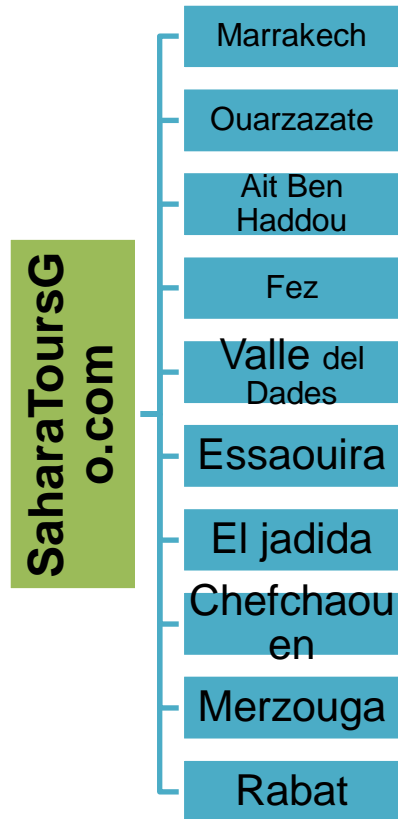 SaharaToursG
o.com
Marrakech
Ouarzazate
Ait Ben
Haddou
Fez
Valle del
Dades
Essaouira
El jadida
Chefchaou
en
Merzouga
Rabat